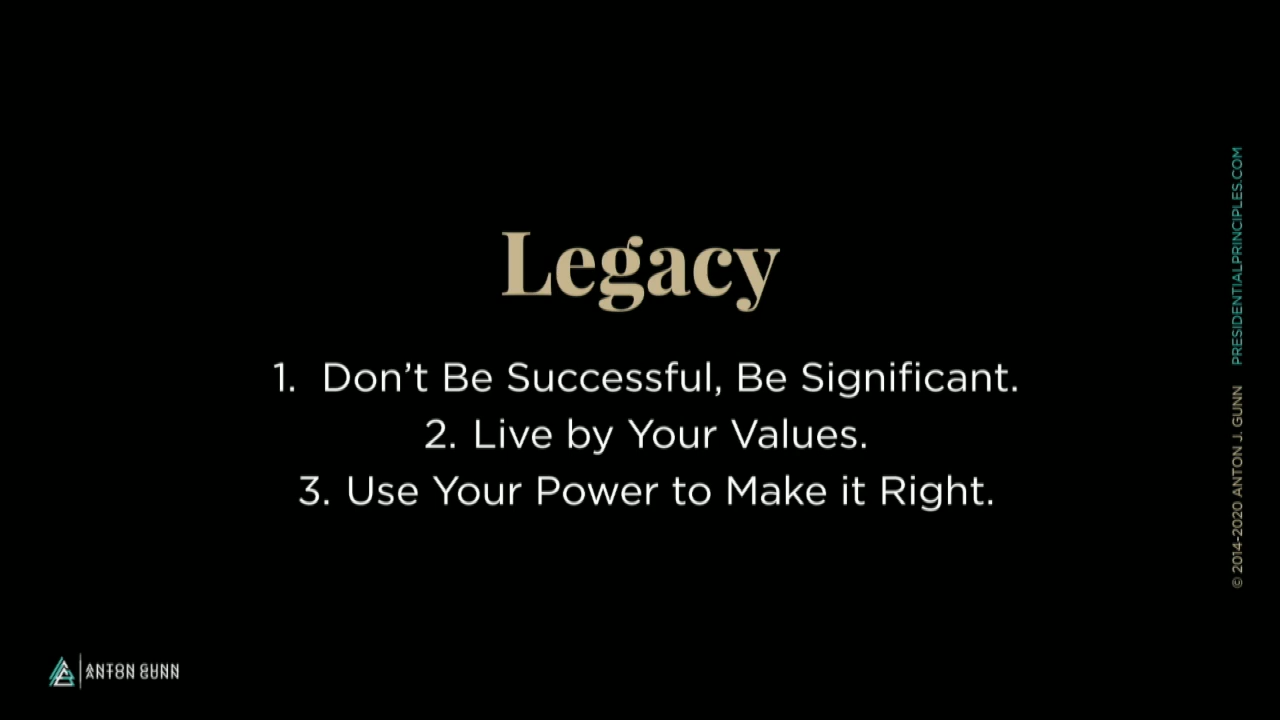 Legacy
1. Don't Be Successful, Be Significant.
2. Live by Your Values.
3. Use Your Power to Make it Right.
© 2014-2020 ANTON J. GUNN PRESIDENTIALPRINCIPLES.COM
ANTON GUNN